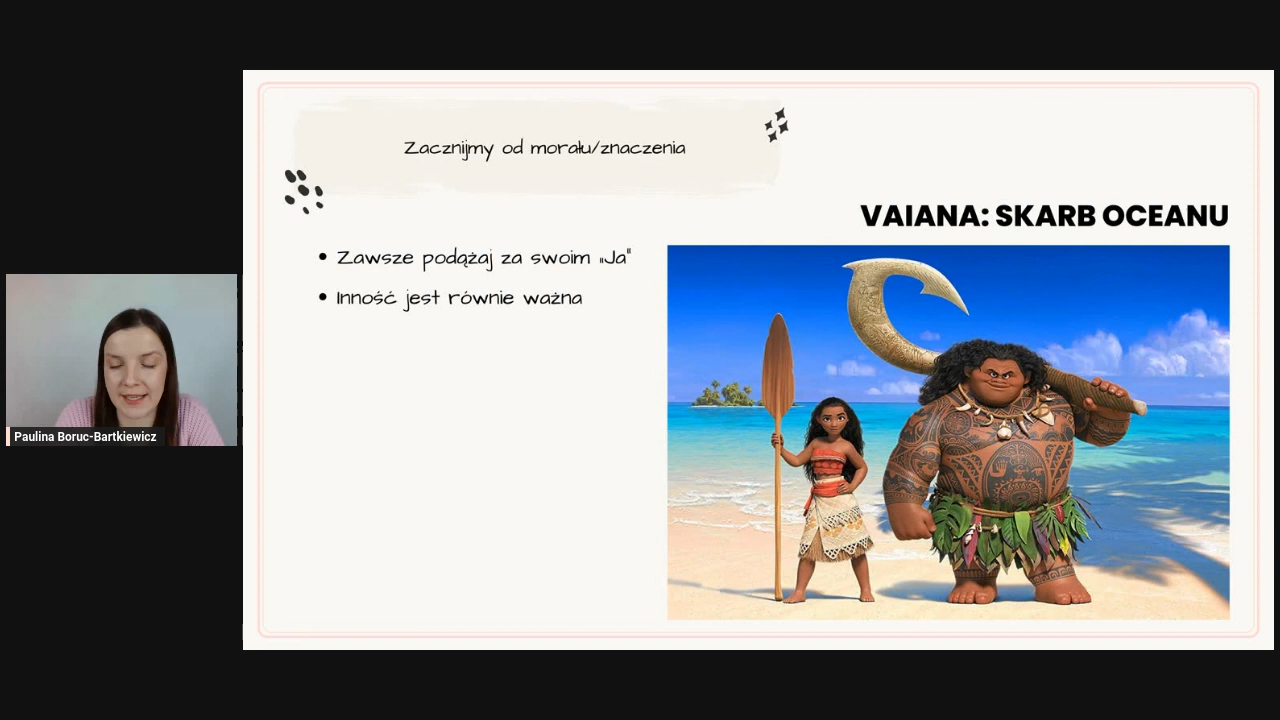 Zacznijmy od morału/znaczenia
VAIANA: SKARB OCEANU
Zawsze podążaj za swoim „Ja”
Inność jest równie ważna
Paulina Boruc-Bartkiewicz